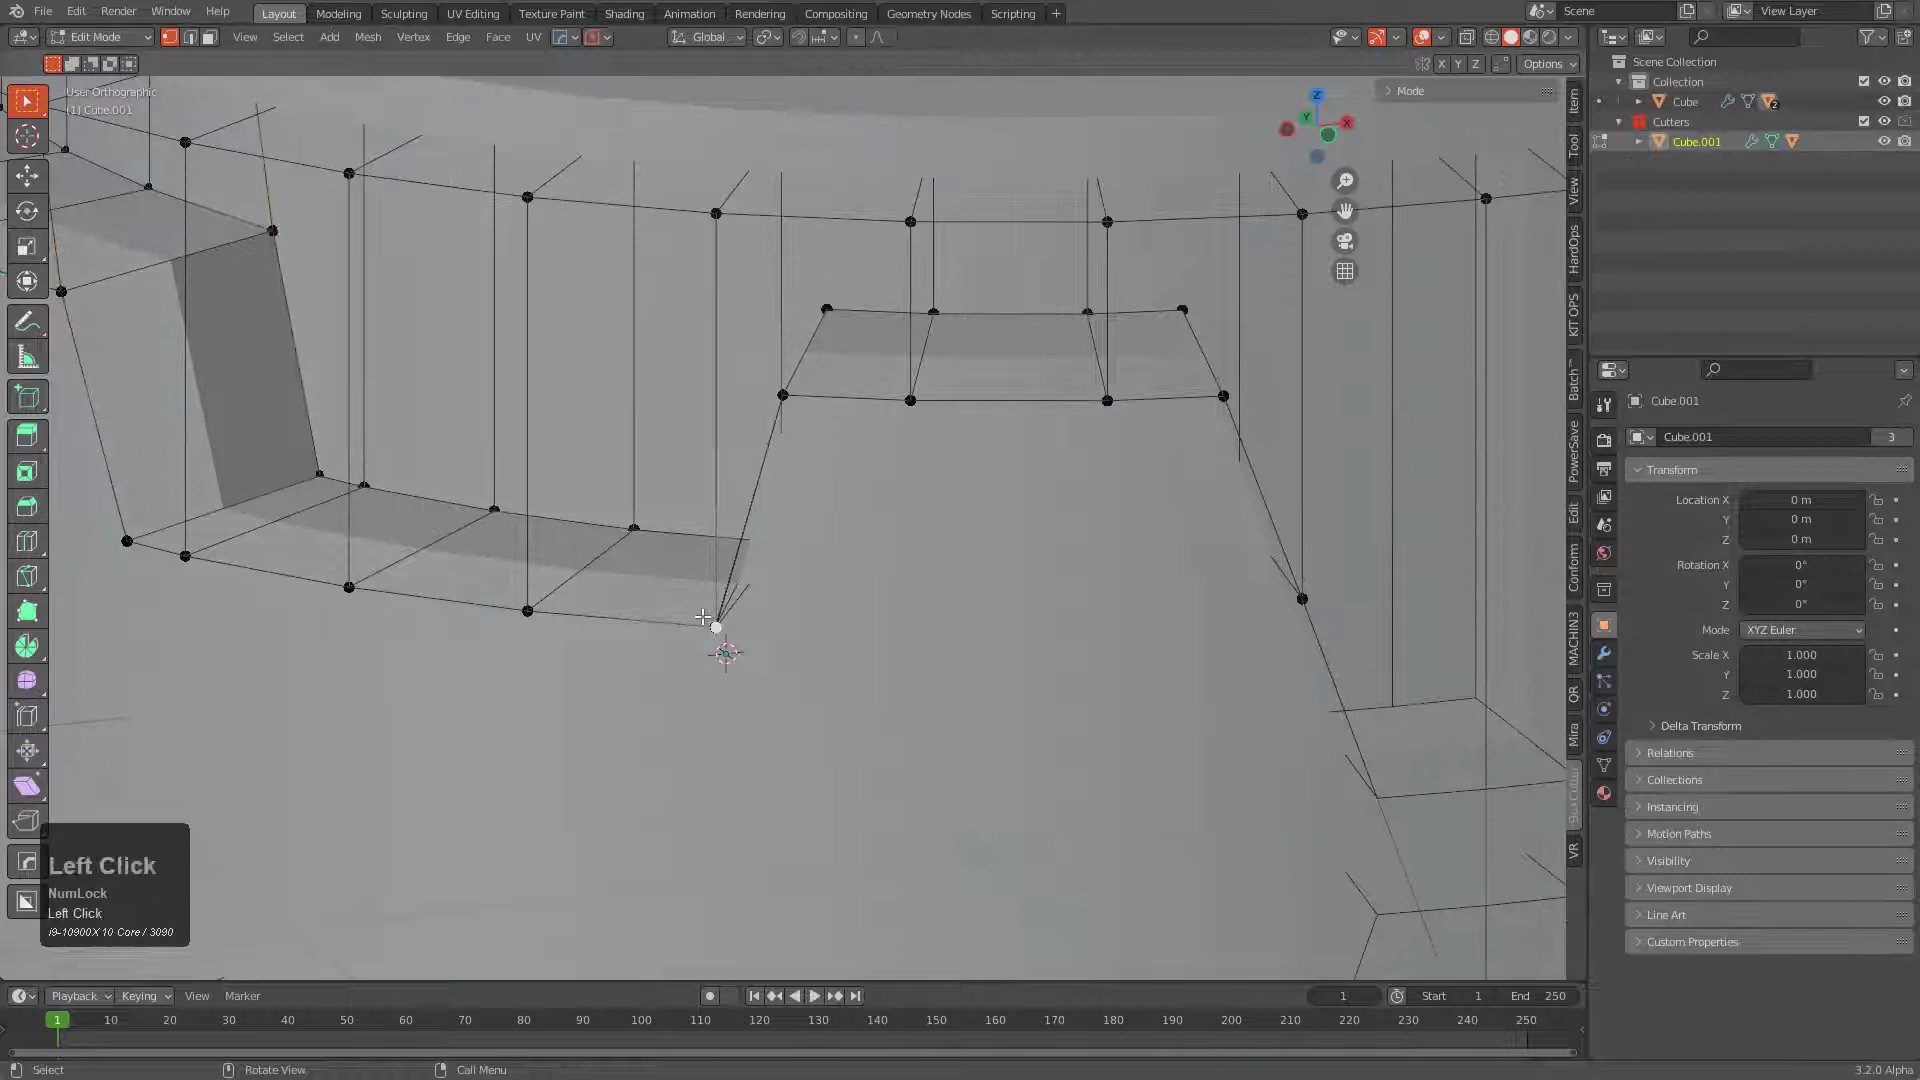 File Edit Render Window Help
Layout Modeling Sculpting UV Editing Texture Paint Shading Animation Rendering Compositing Geometry Nodes Scripting +
Scene
View Layer
Edit Mode
View Select Add Mesh Vertex Edge Face UV
Global
X Y Z
Options
User Orthographic
(1) Cube.001
Mode
Z
Y
X
Item
Tool
View
HardOps
KIT OPS
Batch™
PowerSave
Edit
Conform
MACHIN3
QR
Mira
BoxCutter
VR
Scene Collection
Collection
Cube
2
Cutters
Cube.001
Cube.001
Cube.001
3
Transform
Location X 0 m
Y 0 m
Z 0 m
Rotation X 0°
Y 0°
Z 0°
Mode XYZ Euler
Scale X 1.000
Y 1.000
Z 1.000
Delta Transform
Relations
Collections
Instancing
Motion Paths
Visibility
Viewport Display
Line Art
Custom Properties
Left Click
NumLock
Left Click
i9-10900X 10 Core / 3090
Playback Keying View Marker
1
Start 1 End 250
1 10 20 30 40 50 60 70 80 90 100 110 120 130 140 150 160 170 180 190 200 210 220 230 240 250
Select
Rotate View
Call Menu
3.2.0 Alpha